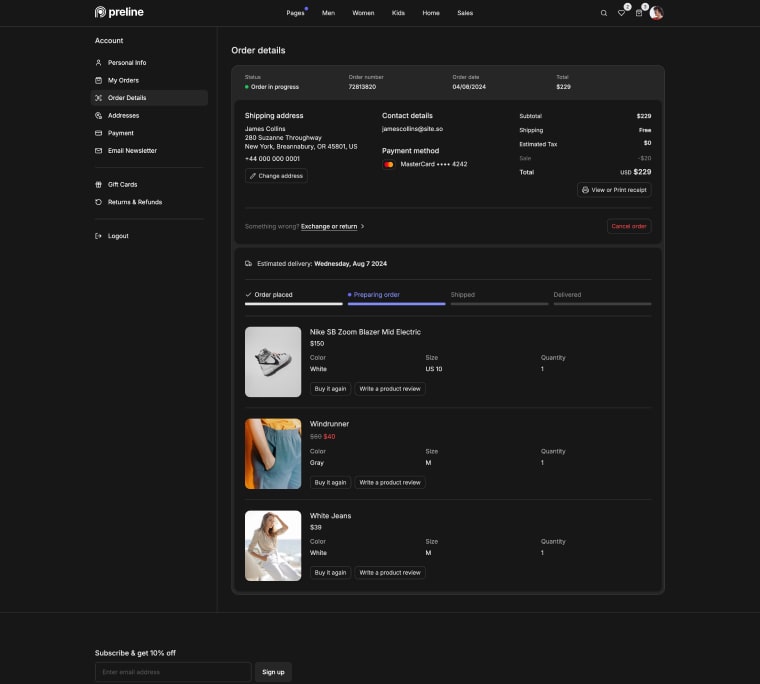 preline
Pages Men Women Kids Home Sales
Account
Personal Info
My Orders
Order Details
Addresses
Payment
Email Newsletter
Gift Cards
Returns & Refunds
Logout
Order details
Status Order number Order date Total
Order in progress 72813820 04/08/2024 $229
Shipping address
James Collins
280 Suzanne Throughway
New York, Breannabury, OR 45801, US
+44 000 000 0001
Change address
Contact details
jamescollins@site.so
Payment method
MasterCard •••• 4242
Subtotal $229
Shipping Free
Estimated Tax $0
Sale -$20
Total USD $229
View or Print receipt
Something wrong? Exchange or return
Cancel order
Estimated delivery: Wednesday, Aug 7 2024
Order placed Preparing order Shipped Delivered
Nike SB Zoom Blazer Mid Electric
$150
Color Size Quantity
White US 10 1
Buy it again Write a product review
Windrunner
$40
Color Size Quantity
Gray M 1
Buy it again Write a product review
White Jeans
$39
Color Size Quantity
White M 1
Buy it again Write a product review
Subscribe & get 10% off
Enter email address Sign up